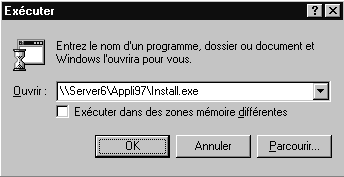 Exécuter
Entrez le nom d'un programme, dossier ou document et
Windows l'ouvrira pour vous.
Ouvrir :
\\Server6\Appli97\Install.exe
Exécuter dans des zones mémoire différentes
OK
Annuler
Parcourir...